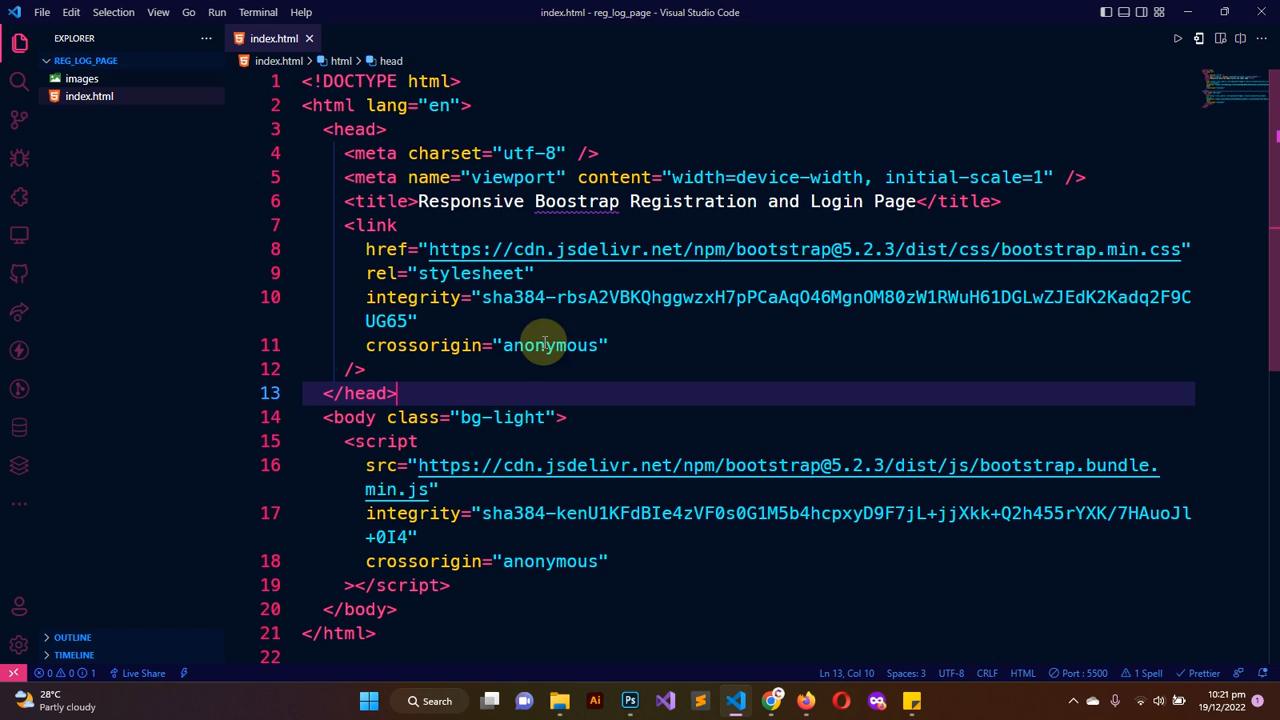 File Edit Selection View Go Run Terminal Help
index.html - reg_log_page - Visual Studio Code
EXPLORER
index.html
REG_LOG_PAGE
images
index.html
index.html > html > head
1 <!DOCTYPE html>
2 <html lang="en">
3 <head>
4 <meta charset="utf-8" />
5 <meta name="viewport" content="width=device-width, initial-scale=1" />
6 <title>Responsive Boostrap Registration and Login Page</title>
7 <link
8 href="https://cdn.jsdelivr.net/npm/bootstrap@5.2.3/dist/css/bootstrap.min.css"
9 rel="stylesheet"
10 integrity="sha384-rbsA2VBKQhggwzxH7pPCaAqO46MgnOM80zW1RWuH61DGLwZJEdK2Kadq2F9C
UG65"
11 crossorigin="anonymous"
12 />
13 </head>
14 <body class="bg-light">
15 <script
16 src="https://cdn.jsdelivr.net/npm/bootstrap@5.2.3/dist/js/bootstrap.bundle.
min.js"
17 integrity="sha384-kenU1KFdBIe4zVF0s0G1M5b4hcpxyD9F7jL+jjXkk+Q2h455rYXK/7HAuoJl
+0I4"
18 crossorigin="anonymous"
19 ></script>
20 </body>
21 </html>
22
OUTLINE
TIMELINE
0 0 1 Live Share
Ln 13, Col 10 Spaces: 3 UTF-8 CRLF HTML Port : 5500 1 Spell Prettier
28°C
Partly cloudy
Search
Ai
Ps
10:21 pm
19/12/2022
1